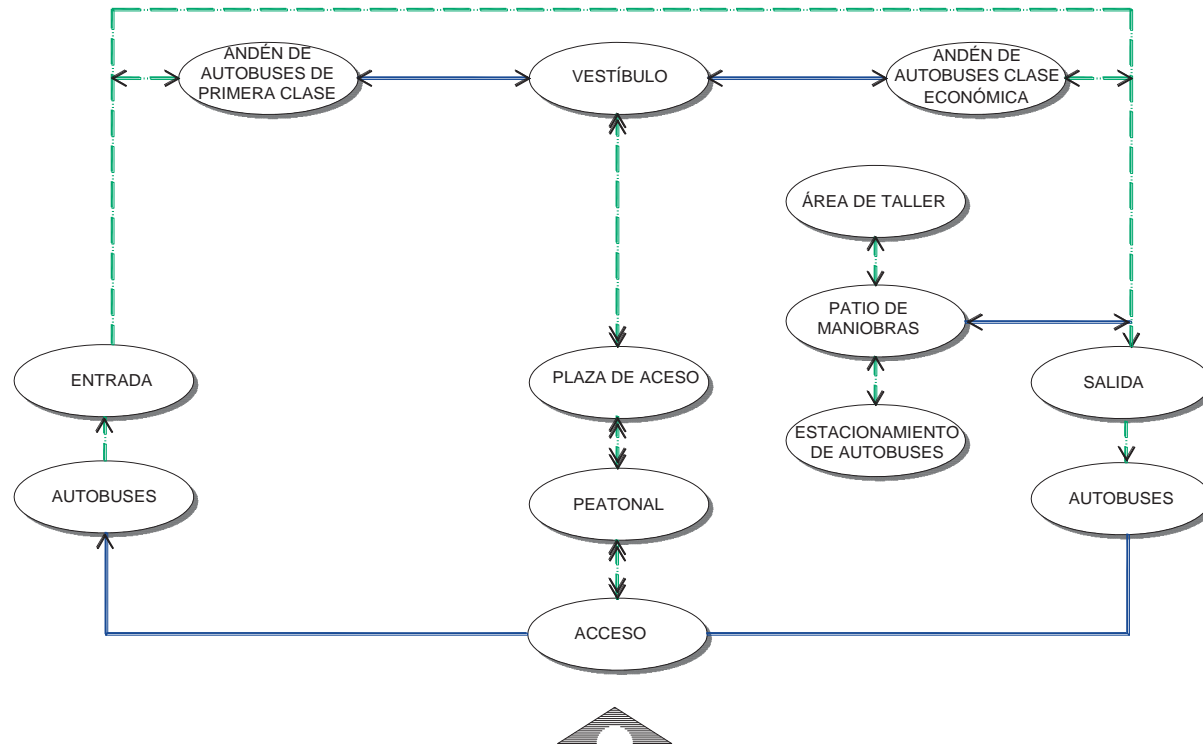 ANDÉN DE
AUTOBUSES DE
PRIMERA CLASE
VESTÍBULO
ANDÉN DE
AUTOBUSES CLASE
ECONÓMICA
ÁREA DE TALLER
PATIO DE
MANIOBRAS
ENTRADA
PLAZA DE ACESO
SALIDA
ESTACIONAMIENTO
DE AUTOBUSES
AUTOBUSES
PEATONAL
AUTOBUSES
ACCESO